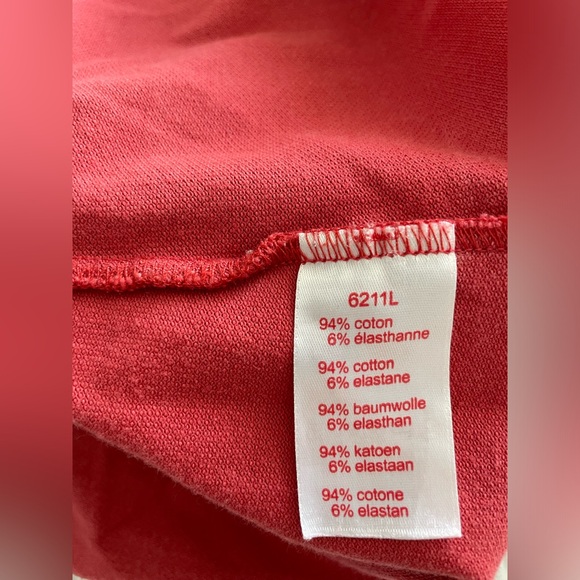 6211L
94% coton
6% élasthanne
94% cotton
6% elastane
94% baumwolle
6% elasthan
94% katoen
6% elastaan
94% cotone
6% elastan